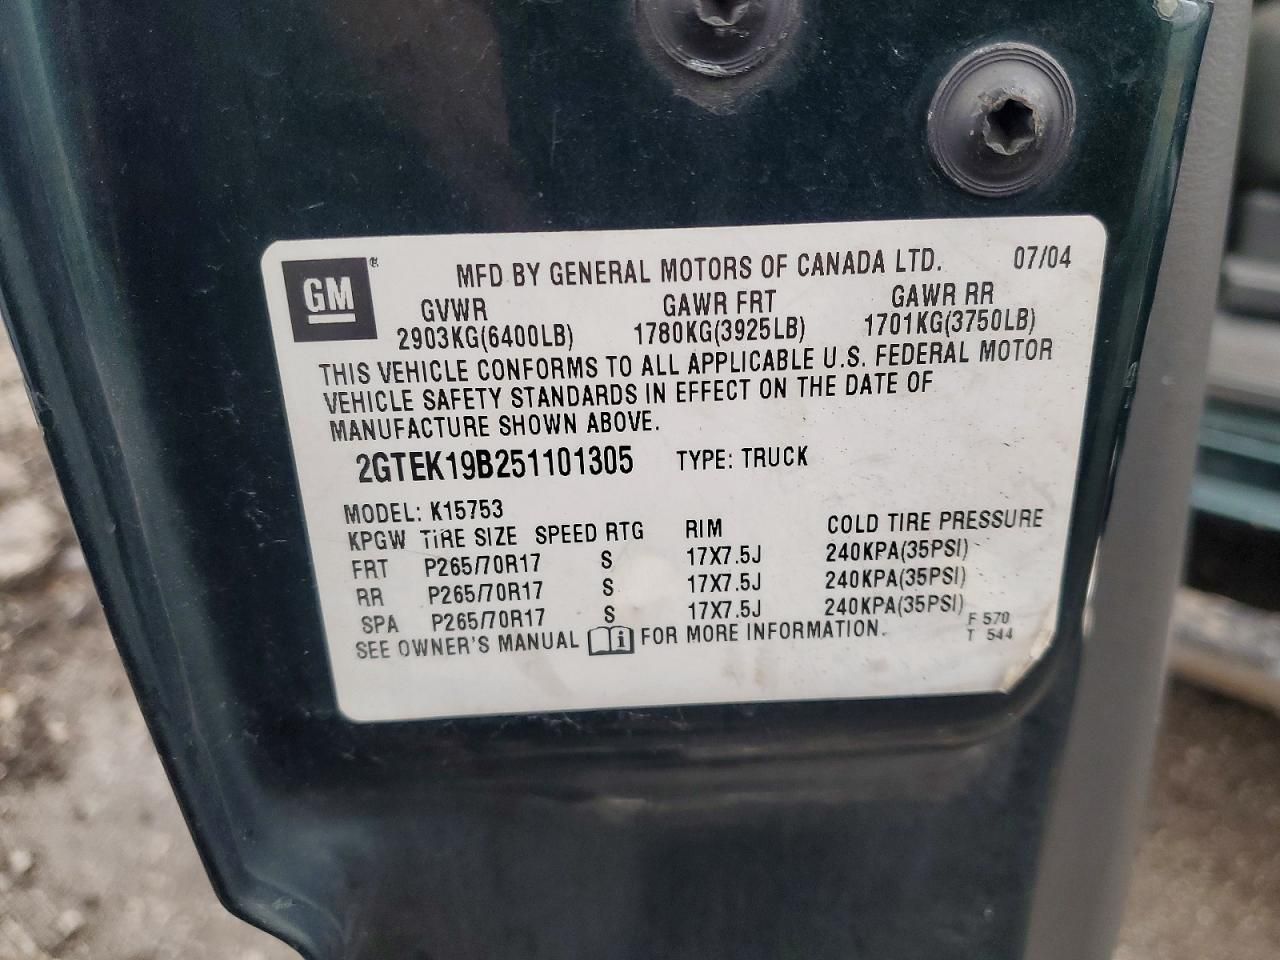 GM ®
MFD BY GENERAL MOTORS OF CANADA LTD. 07/04
GVWR GAWR FRT GAWR RR
2903KG(6400LB) 1780KG(3925LB) 1701KG(3750LB)
THIS VEHICLE CONFORMS TO ALL APPLICABLE U.S. FEDERAL MOTOR
VEHICLE SAFETY STANDARDS IN EFFECT ON THE DATE OF
MANUFACTURE SHOWN ABOVE.
2GTEK19B251101305 TYPE: TRUCK
MODEL: K15753
KPGW TIRE SIZE SPEED RTG RIM COLD TIRE PRESSURE
FRT P265/70R17 S 17X7.5J 240KPA(35PSI)
RR P265/70R17 S 17X7.5J 240KPA(35PSI)
SPA P265/70R17 S 17X7.5J 240KPA(35PSI)
SEE OWNER'S MANUAL i FOR MORE INFORMATION.
F 570
T 544